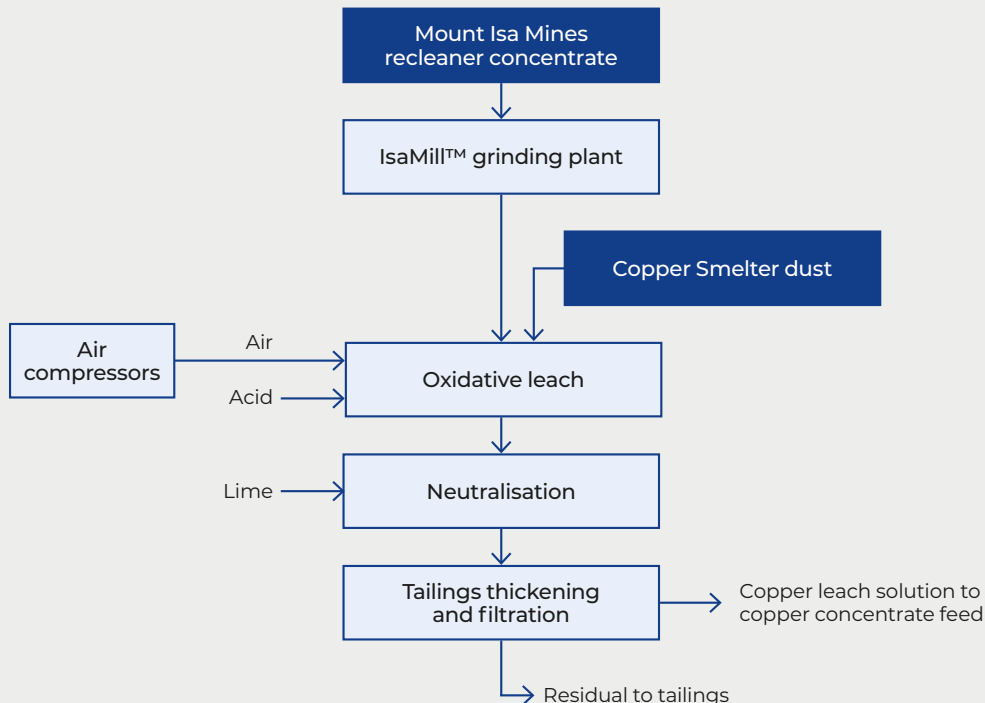 Mount Isa Mines
recleaner concentrate
IsaMill™ grinding plant
Copper Smelter dust
Air
compressors
Air
Oxidative leach
Acid
Lime
Neutralisation
Tailings thickening
and filtration
Copper leach solution to
copper concentrate feed
Residual to tailings